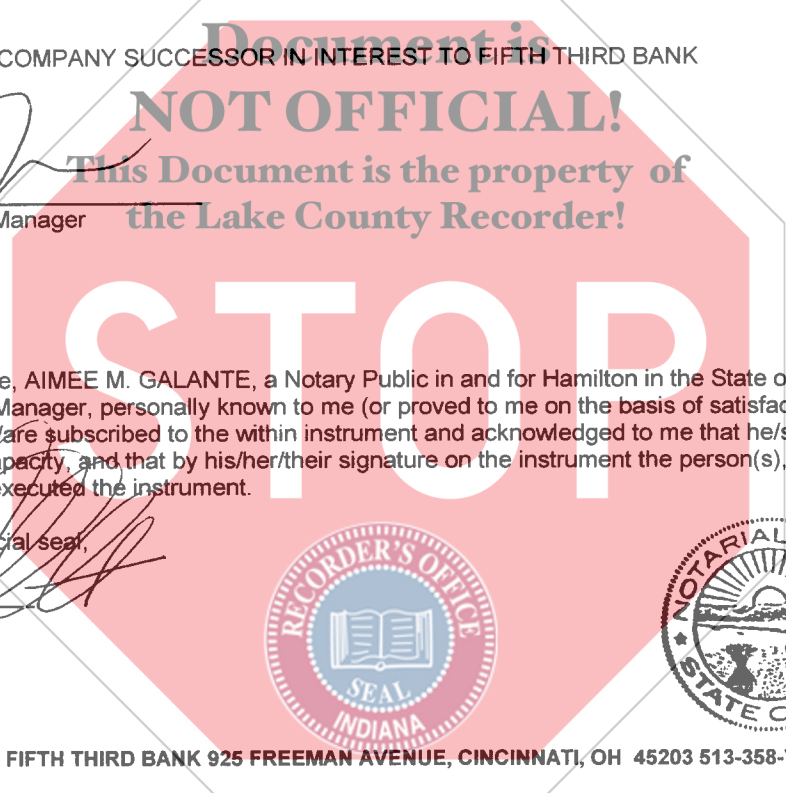 Document is
COMPANY SUCCESSOR IN INTEREST TO FIFTH THIRD BANK
NOT OFFICIAL!
This Document is the property of
Manager
the Lake County Recorder!
STOP
e, AIMEE M. GALANTE, a Notary Public in and for Hamilton in the State o
Manager, personally known to me (or proved to me on the basis of satisfac
/are subscribed to the within instrument and acknowledged to me that he/s
apacity, and that by his/her/their signature on the instrument the person(s),
executed the instrument.
cial seal,
RECORDER'S OFFICE
SEAL
INDIANA
NOTARIAL
STATE O
FIFTH THIRD BANK 925 FREEMAN AVENUE, CINCINNATI, OH 45203 513-358-